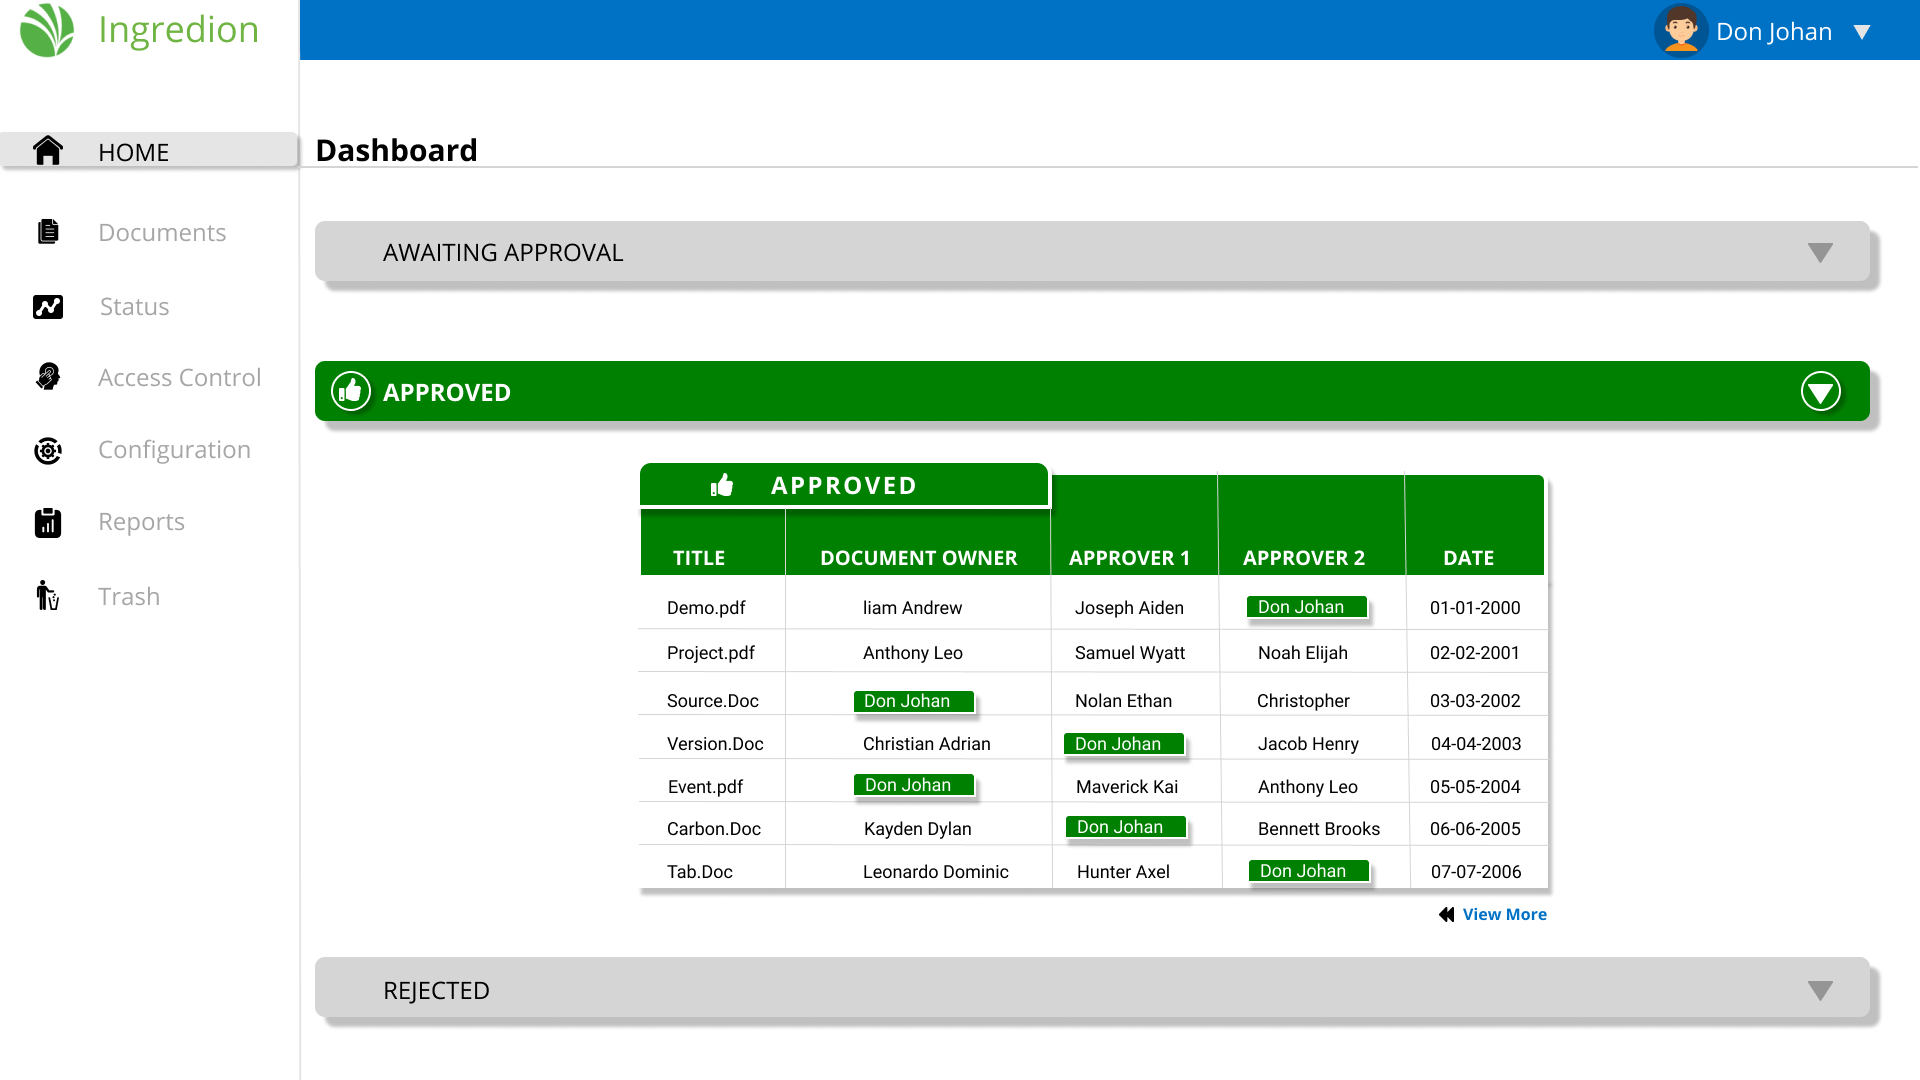 Ingredion
Don Johan
HOME
Dashboard
Documents
Status
Access Control
Configuration
Reports
Trash
AWAITING APPROVAL
APPROVED
APPROVED
TITLE DOCUMENT OWNER APPROVER 1 APPROVER 2 DATE
Demo.pdf liam Andrew Joseph Aiden Don Johan 01-01-2000
Project.pdf Anthony Leo Samuel Wyatt Noah Elijah 02-02-2001
Source.Doc Don Johan Nolan Ethan Christopher 03-03-2002
Version.Doc Christian Adrian Don Johan Jacob Henry 04-04-2003
Event.pdf Don Johan Maverick Kai Anthony Leo 05-05-2004
Carbon.Doc Kayden Dylan Don Johan Bennett Brooks 06-06-2005
Tab.Doc Leonardo Dominic Hunter Axel Don Johan 07-07-2006
View More
REJECTED